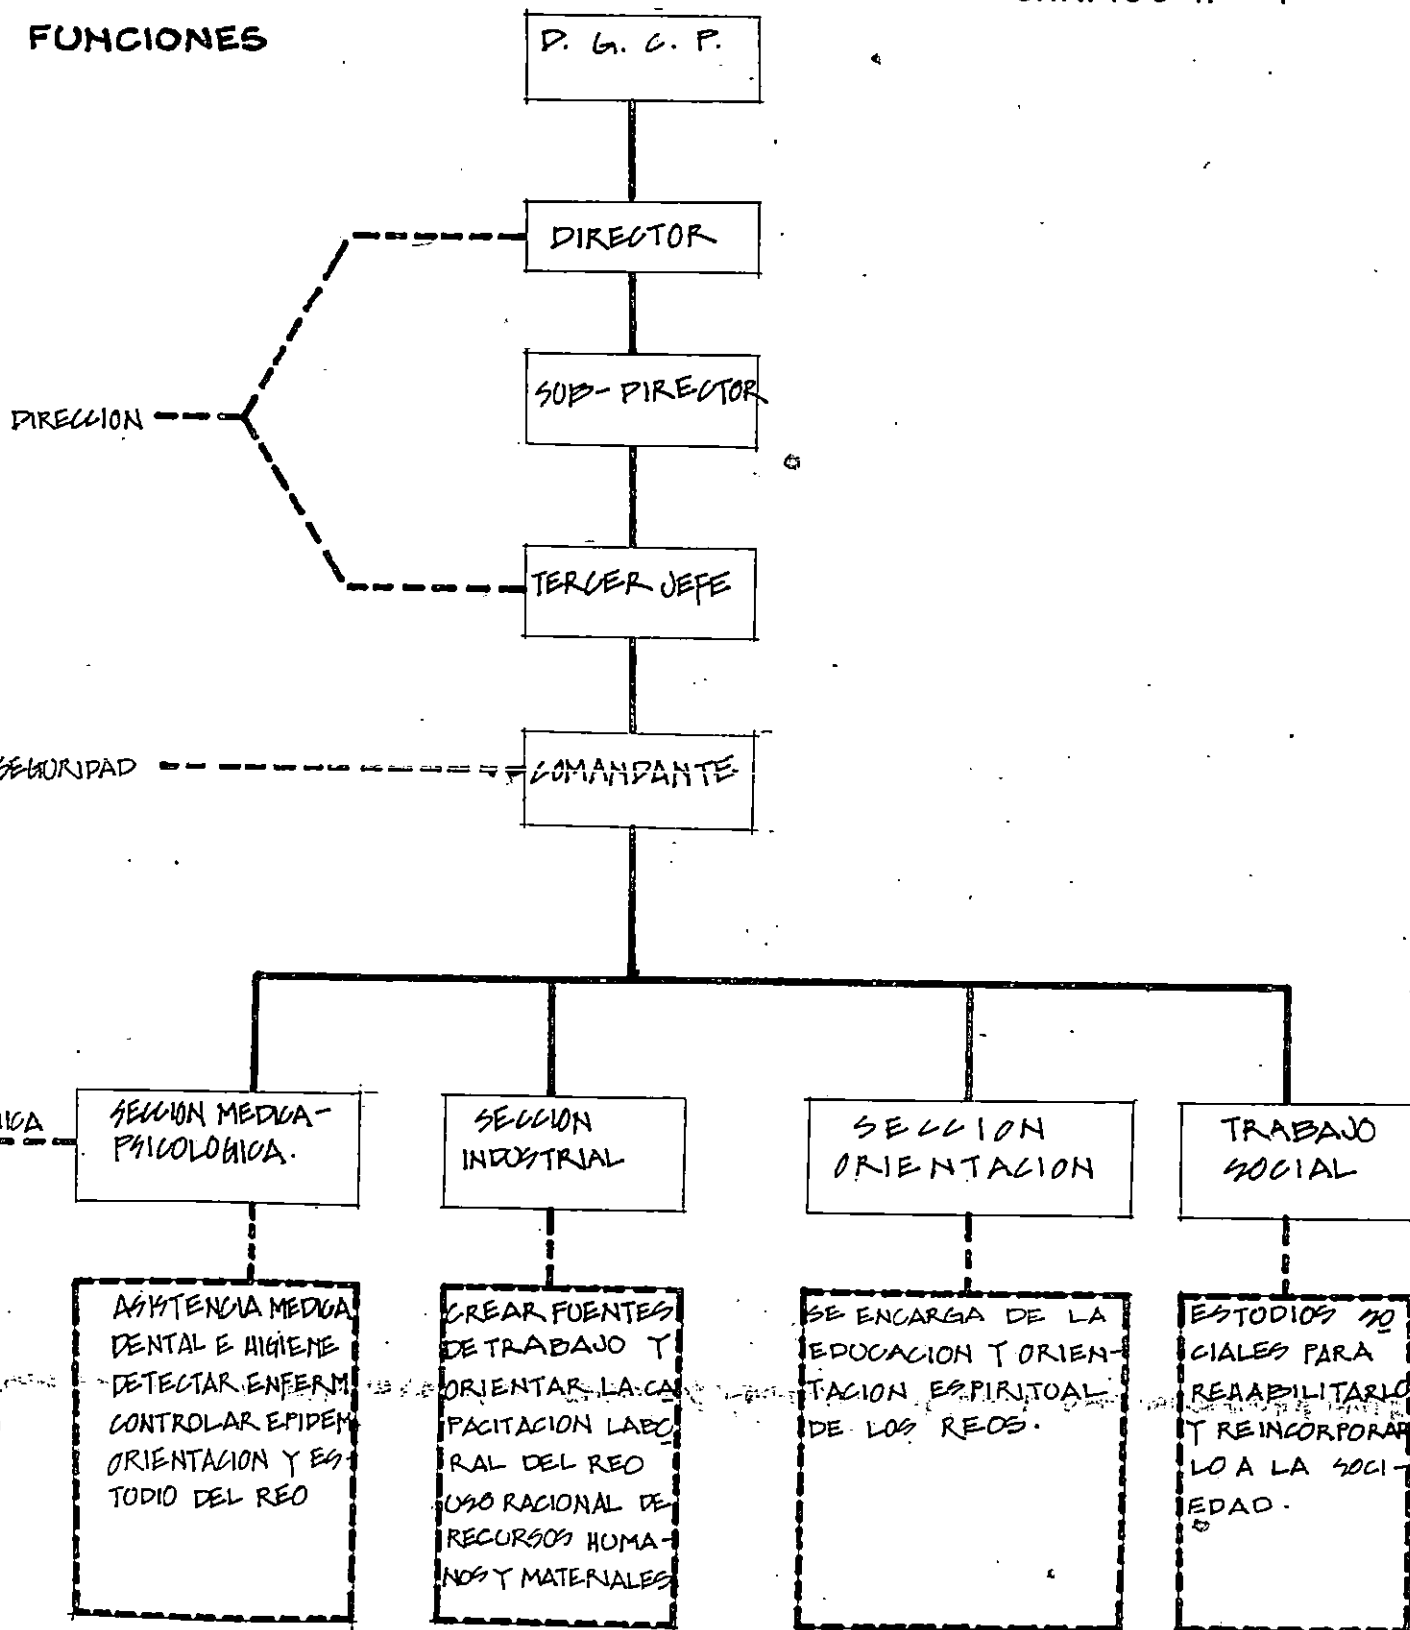 FUNCIONES
D. G. C. P.
DIRECTOR
SUB-DIRECTOR
DIRECCION
TERCER JEFE
SEGURIDAD
COMANDANTE
SECCION MEDICA-
PSICOLOGICA.
SECCION
INDUSTRIAL
SECCION
ORIENTACION
TRABAJO
SOCIAL
ASISTENCIA MEDICA
DENTAL E HIGIENE
DETECTAR ENFERM.
CONTROLAR EPIDEM.
ORIENTACION Y ES-
TUDIO DEL REO
CREAR FUENTES
DE TRABAJO Y
ORIENTAR LA CA
PACITACION LABO
RAL DEL REO
USO RACIONAL DE
RECURSOS HUMA-
NOS Y MATERIALES
SE ENCARGA DE LA
EDUCACION Y ORIEN-
TACION ESPIRITUAL
DE LOS REOS.
ESTUDIOS SO
CIALES PARA
REHABILITARLO
Y REINCORPORAR
LO A LA SOCI-
EDAD.